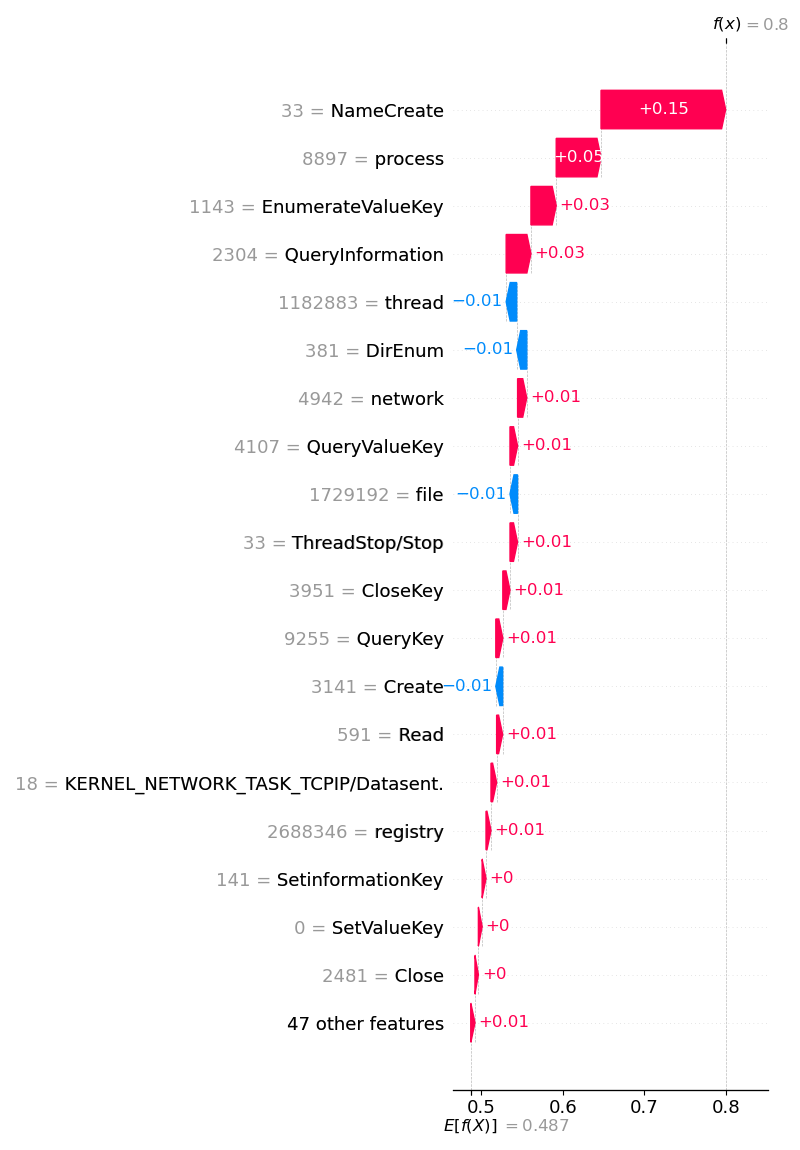 f(x) = 0.8
33 = NameCreate +0.15
8897 = process +0.05
1143 = EnumerateValueKey +0.03
2304 = QueryInformation +0.03
1182883 = thread −0.01
381 = DirEnum −0.01
4942 = network +0.01
4107 = QueryValueKey +0.01
1729192 = file −0.01
33 = ThreadStop/Stop +0.01
3951 = CloseKey +0.01
9255 = QueryKey +0.01
3141 = Create −0.01
591 = Read +0.01
18 = KERNEL_NETWORK_TASK_TCPIP/Datasent. +0.01
2688346 = registry +0.01
141 = SetinformationKey +0
0 = SetValueKey +0
2481 = Close +0
47 other features +0.01
0.5 0.6 0.7 0.8
E[f(X)] = 0.487